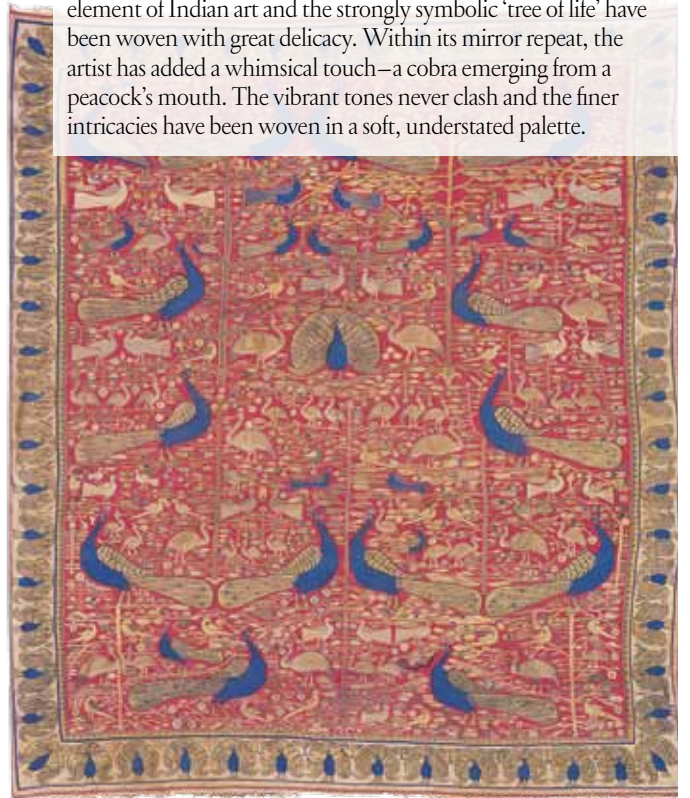 element of Indian art and the strongly symbolic ‘tree of life’ have
been woven with great delicacy. Within its mirror repeat, the
artist has added a whimsical touch–a cobra emerging from a
peacock’s mouth. The vibrant tones never clash and the finer
intricacies have been woven in a soft, understated palette.